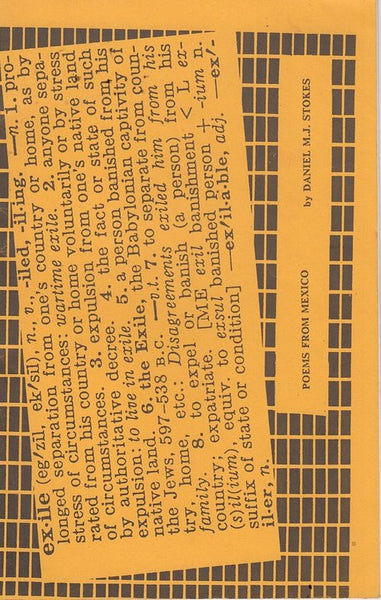 ex·ile (eg/zil, ek/sil), n., v., -iled, -il·ing. —n. 1. pro-
longed separation from one's country or home, as by
stress of circumstances: wartime exile. 2. anyone sepa-
rated from his country or home voluntarily or by stress
of circumstances. 3. expulsion from one's native land
by authoritative decree. 4. the fact or state of such
expulsion: to live in exile. 5. a person banished from his
native land. 6. the Exile, the Babylonian captivity of
the Jews, 597–538 B.C. —v.t. 7. to separate from coun-
try, home, etc.: Disagreements exiled him from his
family. 8. to expel or banish (a person) from his
country; expatriate. [ME exil banishment < L ex-
(s)il(ium), equiv. to exsul banished person + -ium n.
suffix of state or condition] —ex/il·a·ble, adj. —ex/-
il·er, n.
POEMS FROM MEXICO by DANIEL M.J. STOKES